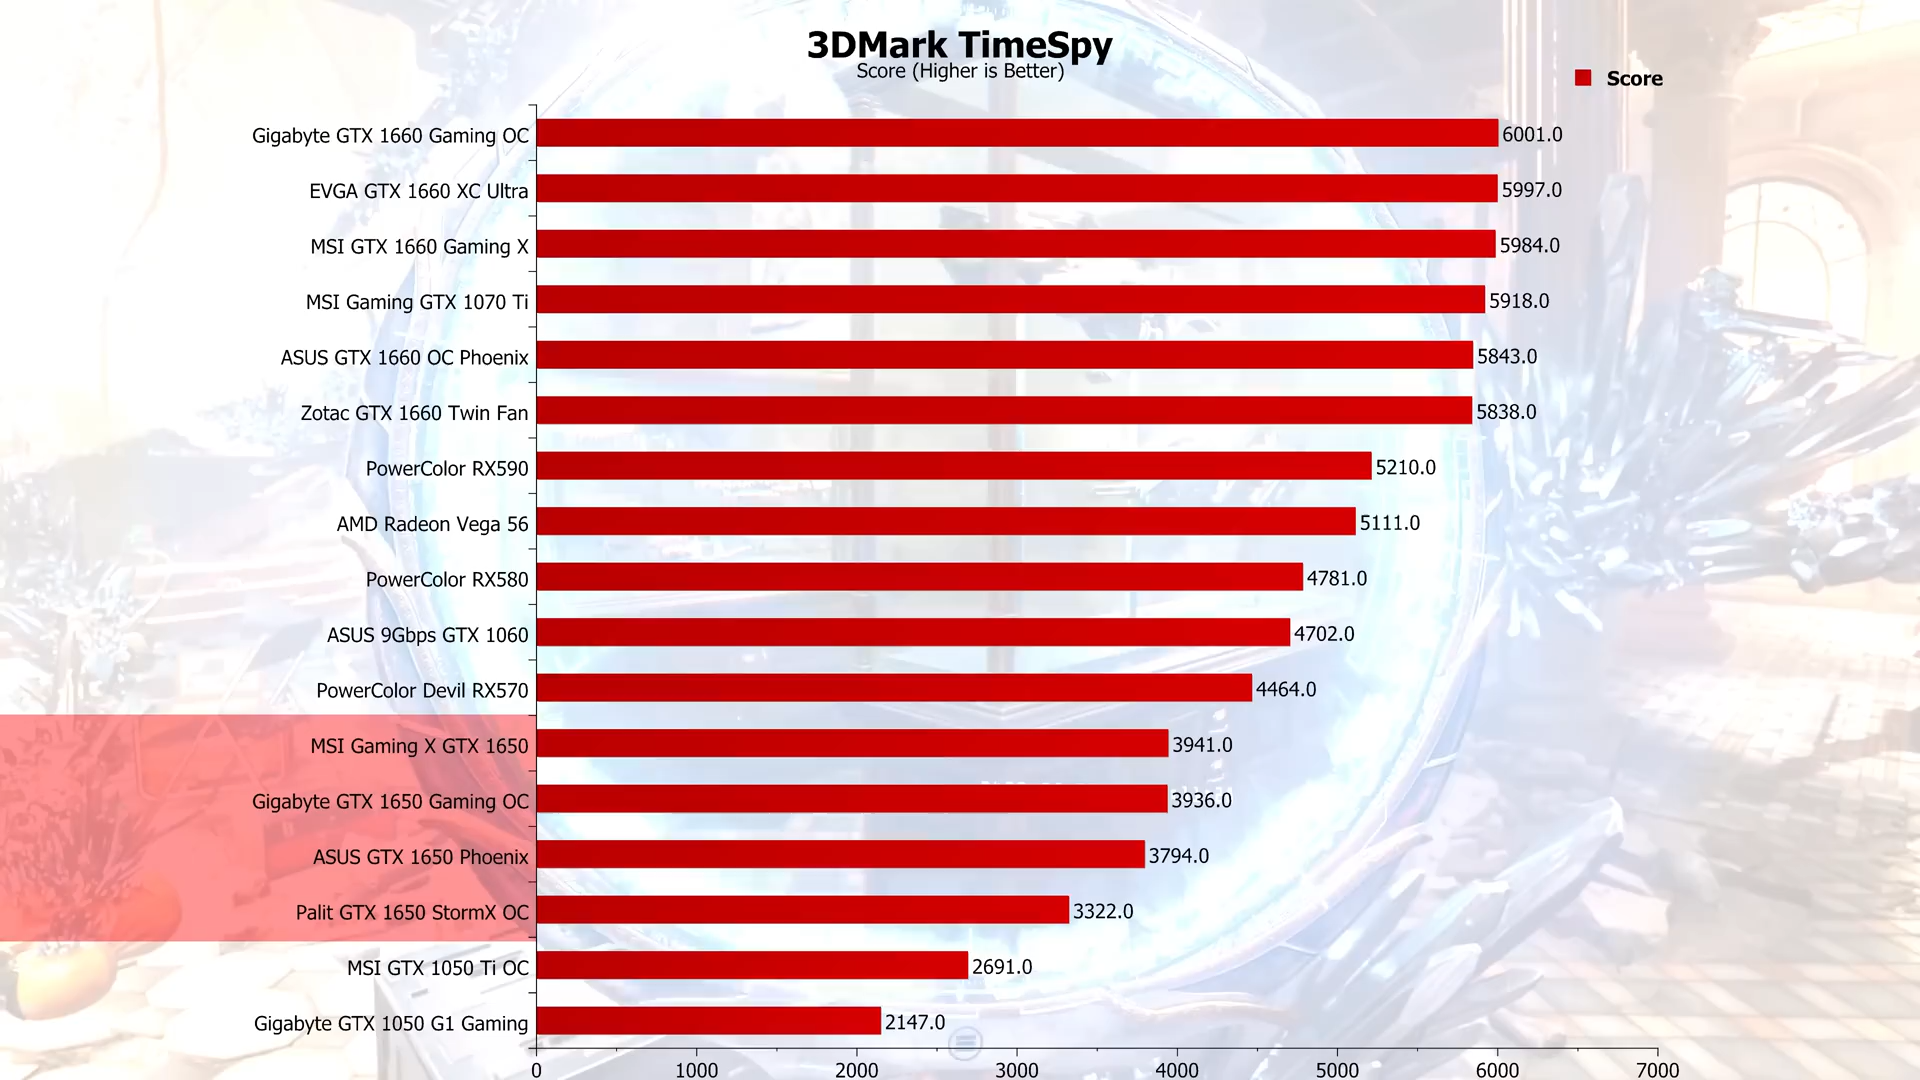 3DMark TimeSpy
Score (Higher is Better)
Score
Gigabyte GTX 1660 Gaming OC 6001.0
EVGA GTX 1660 XC Ultra 5997.0
MSI GTX 1660 Gaming X 5984.0
MSI Gaming GTX 1070 Ti 5918.0
ASUS GTX 1660 OC Phoenix 5843.0
Zotac GTX 1660 Twin Fan 5838.0
PowerColor RX590 5210.0
AMD Radeon Vega 56 5111.0
PowerColor RX580 4781.0
ASUS 9Gbps GTX 1060 4702.0
PowerColor Devil RX570 4464.0
MSI Gaming X GTX 1650 3941.0
Gigabyte GTX 1650 Gaming OC 3936.0
ASUS GTX 1650 Phoenix 3794.0
Palit GTX 1650 StormX OC 3322.0
MSI GTX 1050 Ti OC 2691.0
Gigabyte GTX 1050 G1 Gaming 2147.0
0 1000 2000 3000 4000 5000 6000 7000